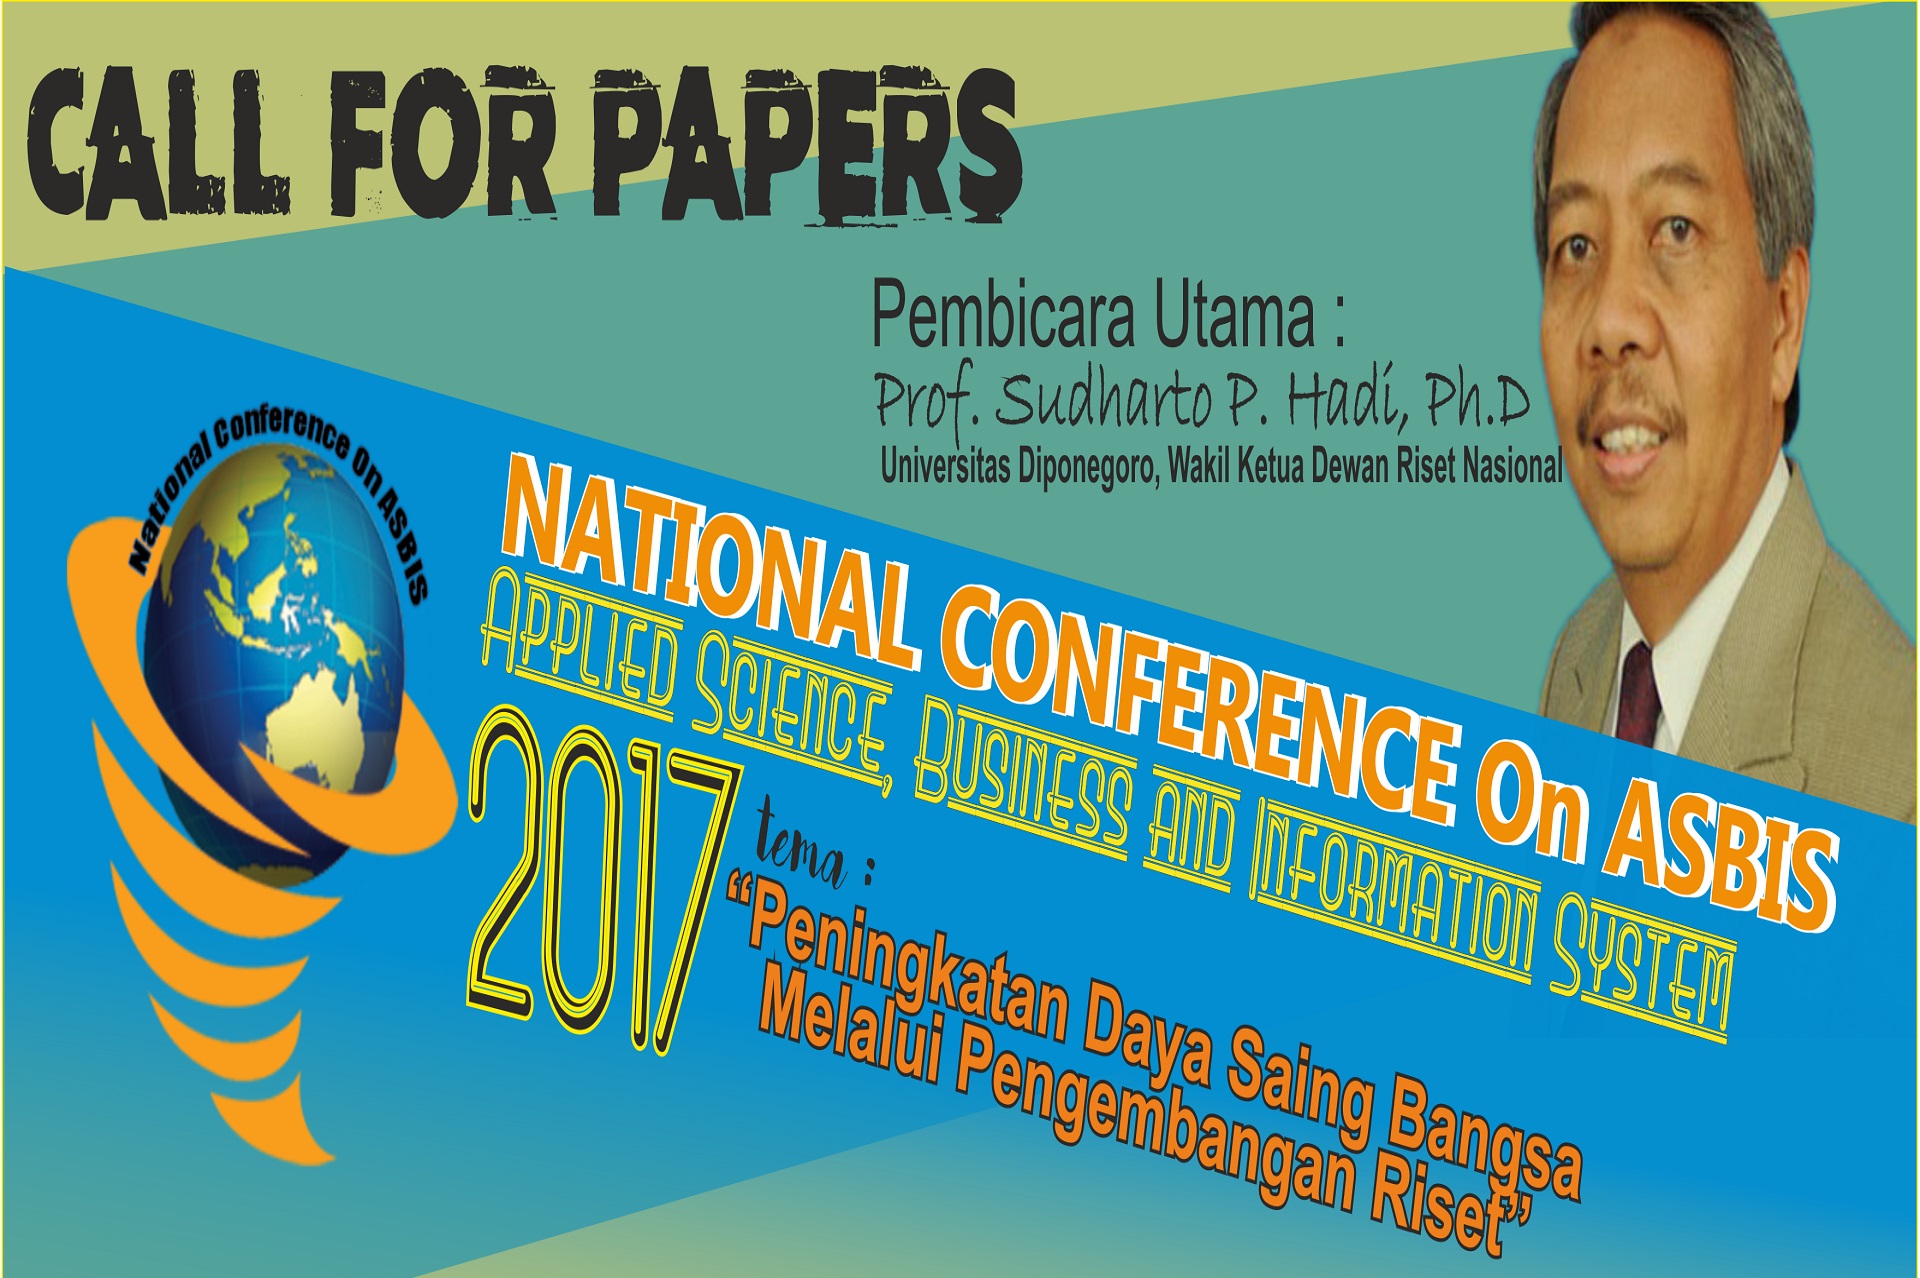 CALL FOR PAPERS
Pembicara Utama :
Prof. Sudharto P. Hadi, Ph.D
Universitas Diponegoro, Wakil Ketua Dewan Riset Nasional
National Conference On ASBIS
NATIONAL CONFERENCE On ASBIS
APPLIED SCIENCE, BUSINESS AND INFORMATION SYSTEM
2017
tema :
“Peningkatan Daya Saing Bangsa
Melalui Pengembangan Riset”